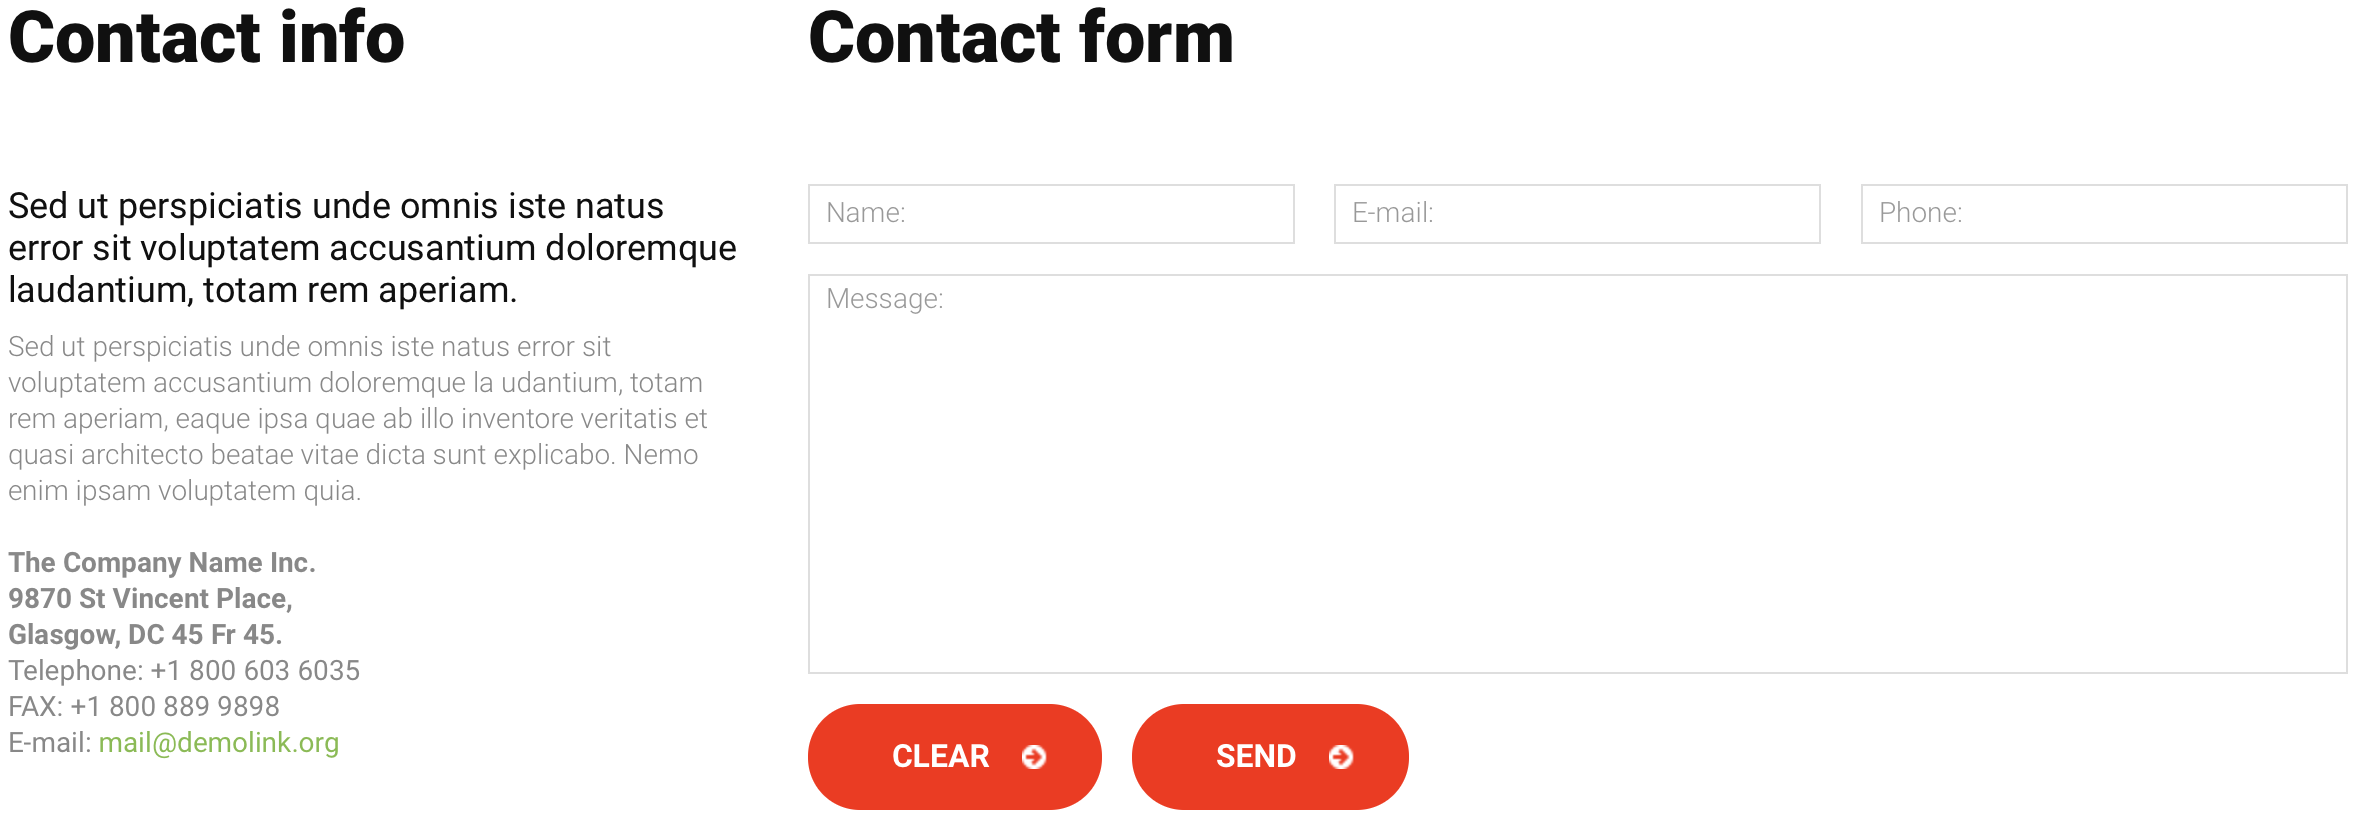 Contact info
Sed ut perspiciatis unde omnis iste natus
error sit voluptatem accusantium doloremque
laudantium, totam rem aperiam.
Sed ut perspiciatis unde omnis iste natus error sit
voluptatem accusantium doloremque la udantium, totam
rem aperiam, eaque ipsa quae ab illo inventore veritatis et
quasi architecto beatae vitae dicta sunt explicabo. Nemo
enim ipsam voluptatem quia.
The Company Name Inc.
9870 St Vincent Place,
Glasgow, DC 45 Fr 45.
Telephone: +1 800 603 6035
FAX: +1 800 889 9898
E-mail: mail@demolink.org
Contact form
Name:
E-mail:
Phone:
Message:
CLEAR
SEND